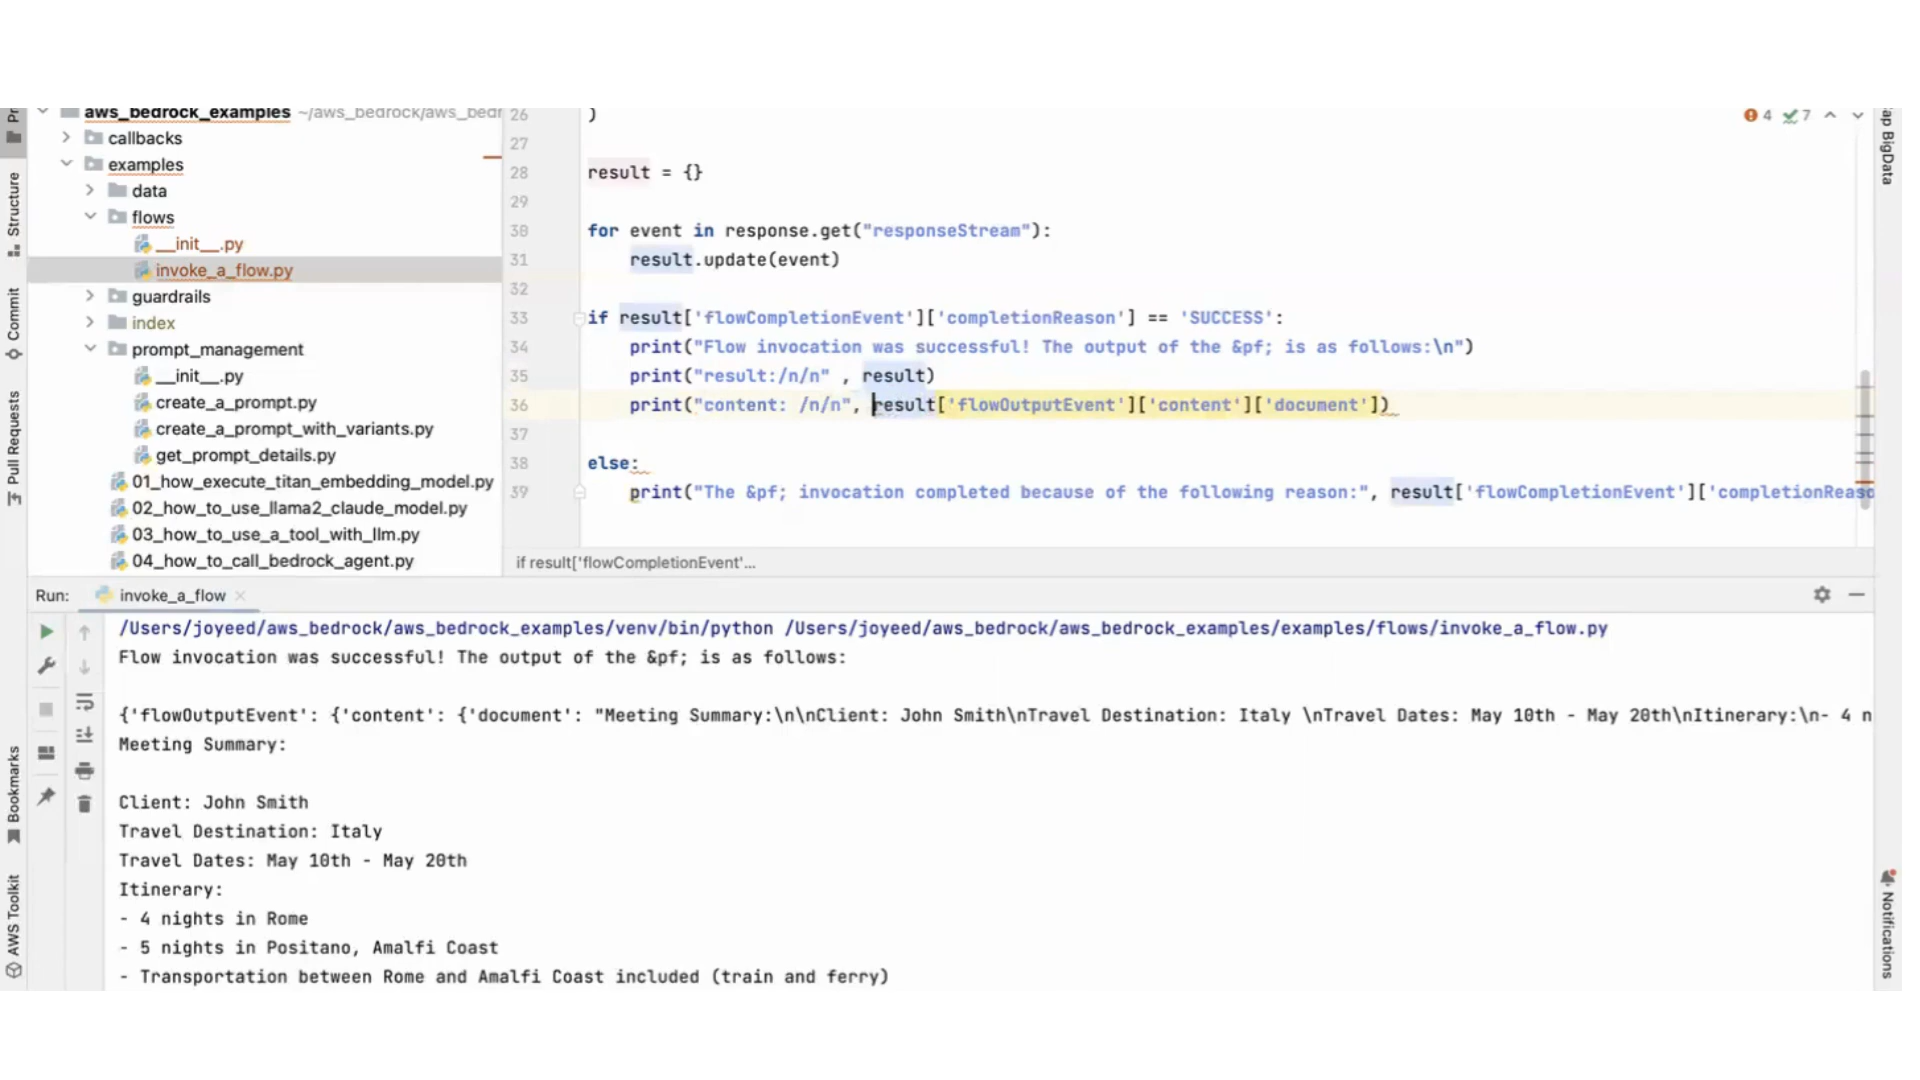 Pr
aws_bedrock_examples ~/aws_bedrock/aws_bedr
callbacks
examples
data
flows
__init__.py
invoke_a_flow.py
guardrails
index
prompt_management
__init__.py
create_a_prompt.py
create_a_prompt_with_variants.py
get_prompt_details.py
01_how_execute_titan_embedding_model.py
02_how_to_use_llama2_claude_model.py
03_how_to_use_a_tool_with_llm.py
04_how_to_call_bedrock_agent.py
Structure
Commit
Pull Requests
Bookmarks
AWS Toolkit
26 )
27
28 result = {}
29
30 for event in response.get("responseStream"):
31 result.update(event)
32
33 if result['flowCompletionEvent']['completionReason'] == 'SUCCESS':
34 print("Flow invocation was successful! The output of the &pf; is as follows:\n")
35 print("result:/n/n" , result)
36 print("content: /n/n", result['flowOutputEvent']['content']['document'])
37
38 else:
39 print("The &pf; invocation completed because of the following reason:", result['flowCompletionEvent']['completionReaso
4 7
ap BigData
Notifications
if result['flowCompletionEvent'...
Run: invoke_a_flow
/Users/joyeed/aws_bedrock/aws_bedrock_examples/venv/bin/python /Users/joyeed/aws_bedrock/aws_bedrock_examples/examples/flows/invoke_a_flow.py
Flow invocation was successful! The output of the &pf; is as follows:
{'flowOutputEvent': {'content': {'document': "Meeting Summary:\n\nClient: John Smith\nTravel Destination: Italy \nTravel Dates: May 10th - May 20th\nItinerary:\n- 4 n
Meeting Summary:
Client: John Smith
Travel Destination: Italy
Travel Dates: May 10th - May 20th
Itinerary:
- 4 nights in Rome
- 5 nights in Positano, Amalfi Coast
- Transportation between Rome and Amalfi Coast included (train and ferry)